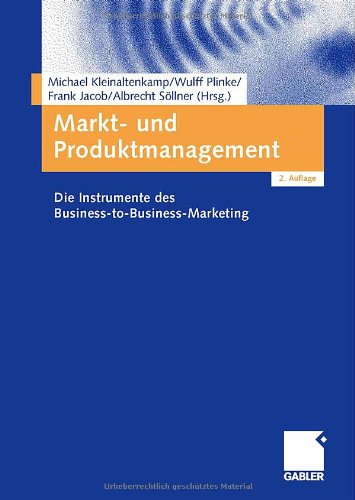 Michael Kleinaltenkamp/Wulff Plinke/
Frank Jacob/Albrecht Söllner (Hrsg.)
Markt- und
Produktmanagement
2. Auflage
Die Instrumente des
Business-to-Business-Marketing
GABLER
Urheberrechtlich geschütztes Material